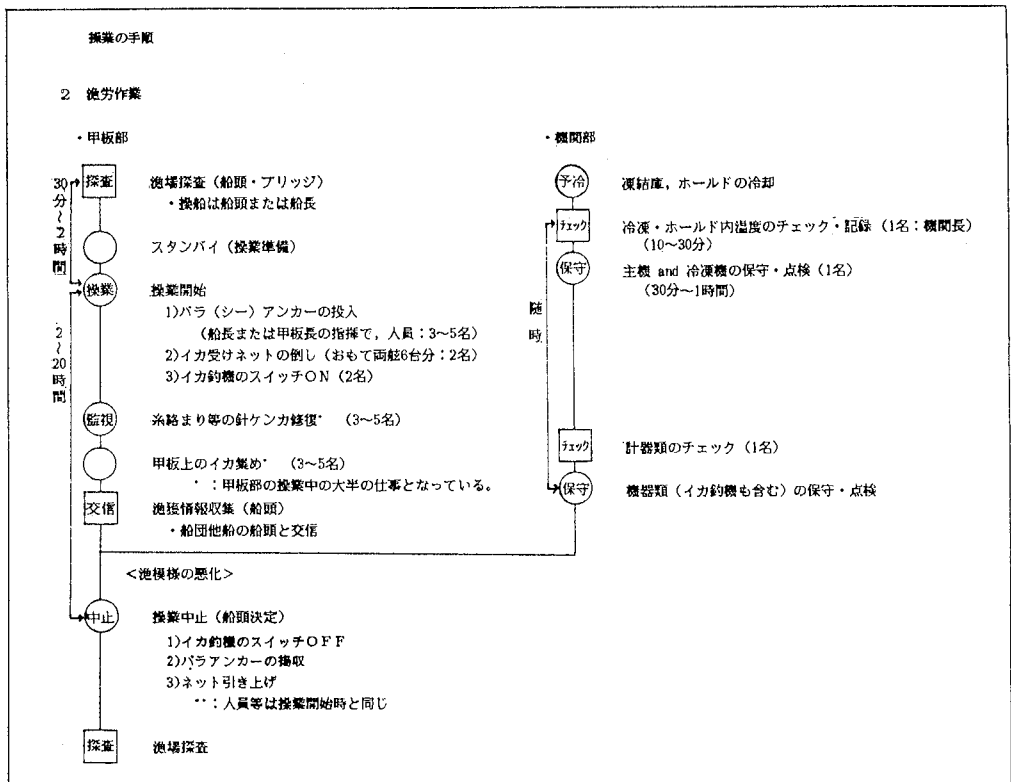 操業の手順
2 漁労作業
・甲板部
30分~2時間
探査
漁場探査（船頭・ブリッジ）
・操船は船頭または船長
スタンバイ（操業準備）
操業
操業開始
1)パラ（シー）アンカーの投入
（船長または甲板長の指揮で，人員：3~5名）
2)イカ受けネットの倒し（おもて両舷6台分：2名）
3)イカ釣機のスイッチON（2名）
2~20時間
監視
糸絡まり等の針ケンカ修復* （3~5名）
甲板上のイカ集め* （3~5名）
*：甲板部の操業中の大半の仕事となっている。
交信
漁獲情報収集（船頭）
・船団他船の船頭と交信
＜漁模様の悪化＞
中止
操業中止（船頭決定）
1)イカ釣機のスイッチOFF
2)パラアンカーの揚収
3)ネット引き上げ
**：人員等は操業開始時と同じ
探査
漁場探査
・機関部
予冷
凍結庫，ホールドの冷却
チェック
冷凍・ホールド内温度のチェック・記録（1名：機関長）
（10~30分）
保守
主機 and 冷凍機の保守・点検（1名）
（30分~1時間）
随時
チェック
計器類のチェック（1名）
保守
機器類（イカ釣機も含む）の保守・点検